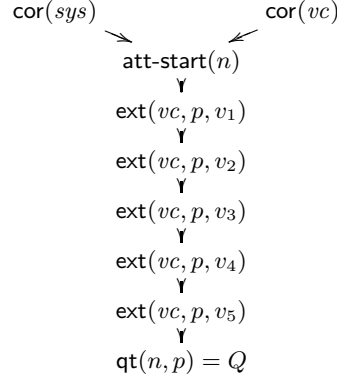 cor(sys) cor(vc)
att-start(n)
ext(vc, p, v₁)
ext(vc, p, v₂)
ext(vc, p, v₃)
ext(vc, p, v₄)
ext(vc, p, v₅)
qt(n, p) = Q